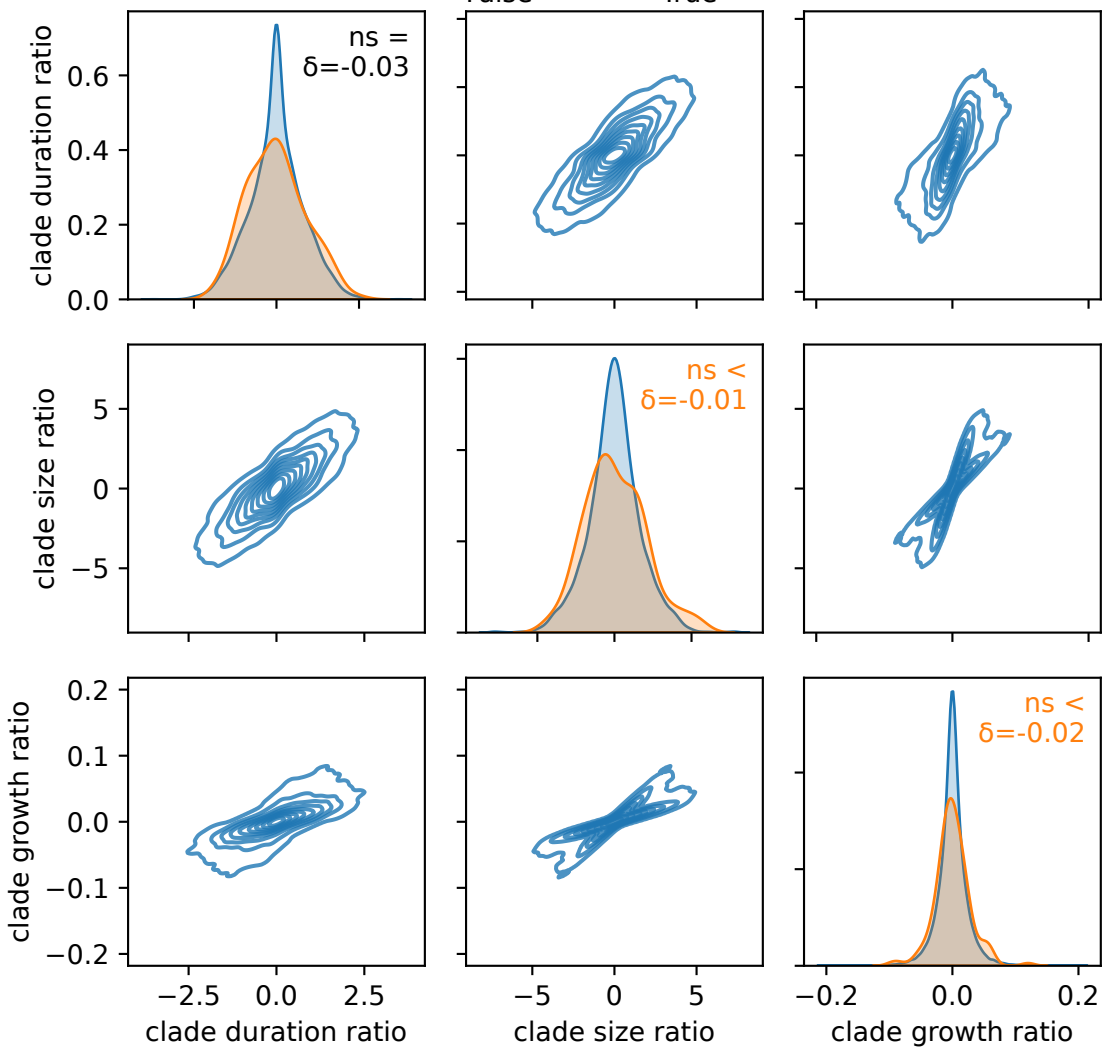 ns =
δ=-0.03
clade duration ratio
0.6
0.4
0.2
0.0
ns <
δ=-0.01
clade size ratio
5
0
−5
ns <
δ=-0.02
clade growth ratio
0.2
0.1
0.0
−0.1
−0.2
−2.5 0.0 2.5
−5 0 5
−0.2 0.0 0.2
clade duration ratio
clade size ratio
clade growth ratio